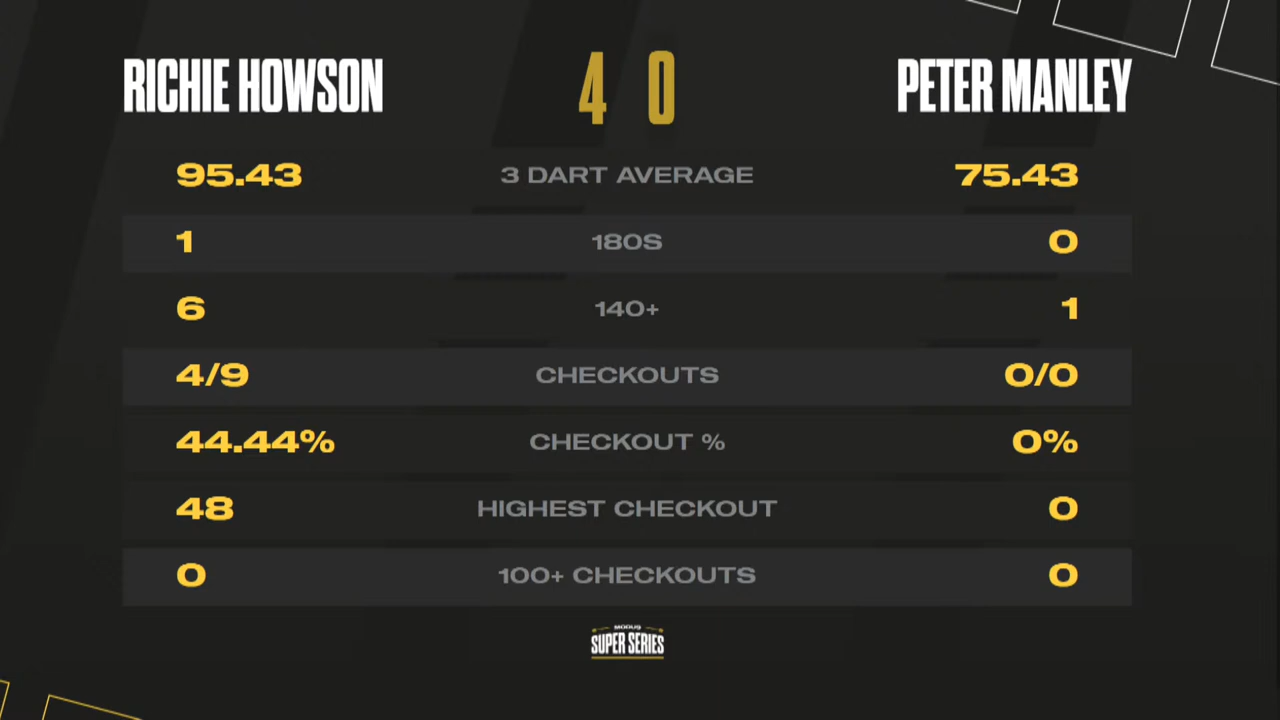 RICHIE HOWSON 4 0 PETER MANLEY
95.43 3 DART AVERAGE 75.43
1 180S 0
6 140+ 1
4/9 CHECKOUTS 0/0
44.44% CHECKOUT % 0%
48 HIGHEST CHECKOUT 0
0 100+ CHECKOUTS 0
MODUS
SUPER SERIES